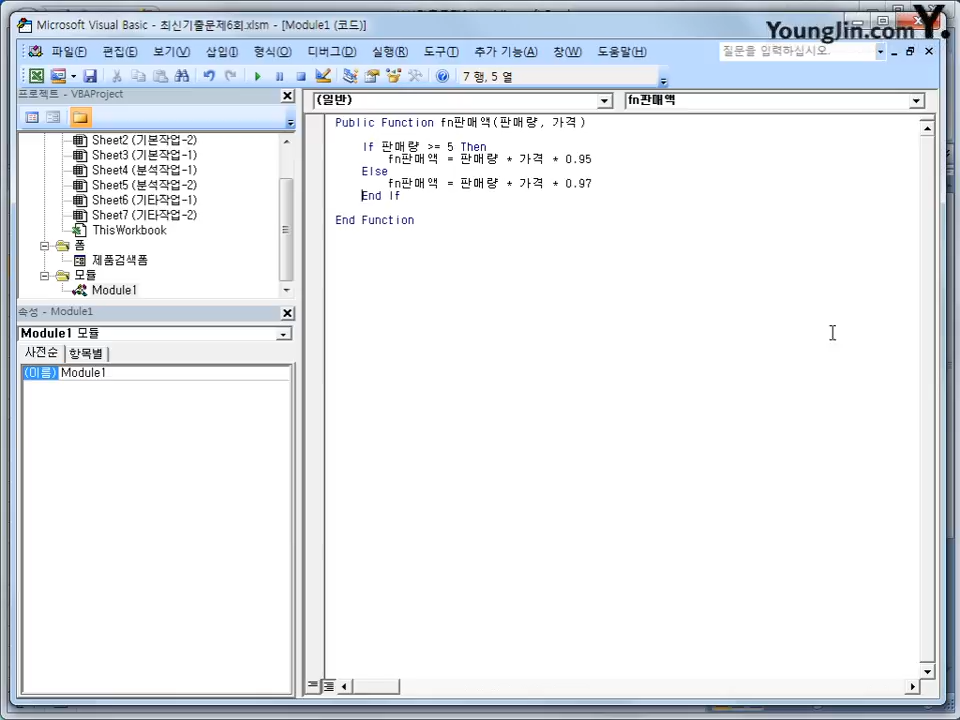 Microsoft Visual Basic - 최신기출문제6회.xlsm - [Module1 (코드)]
Younglin.com Y.
파일(F) 편집(E) 보기(V) 삽입(I) 형식(O) 디버그(D) 실행(R) 도구(T) 추가 기능(A) 창(W) 도움말(H) 질문을 입력하십시오.
7 행, 5 열
프로젝트 - VBAProject
(일반) fn판매액
Sheet2 (기본작업-2)
Sheet3 (기본작업-1)
Sheet4 (분석작업-1)
Sheet5 (분석작업-2)
Sheet6 (기타작업-1)
Sheet7 (기타작업-2)
ThisWorkbook
폼
제품검색폼
모듈
Module1
속성 - Module1
Module1 모듈
사전순 항목별
(이름) Module1
Public Function fn판매액(판매량, 가격)
If 판매량 >= 5 Then
fn판매액 = 판매량 * 가격 * 0.95
Else
fn판매액 = 판매량 * 가격 * 0.97
End If
End Function